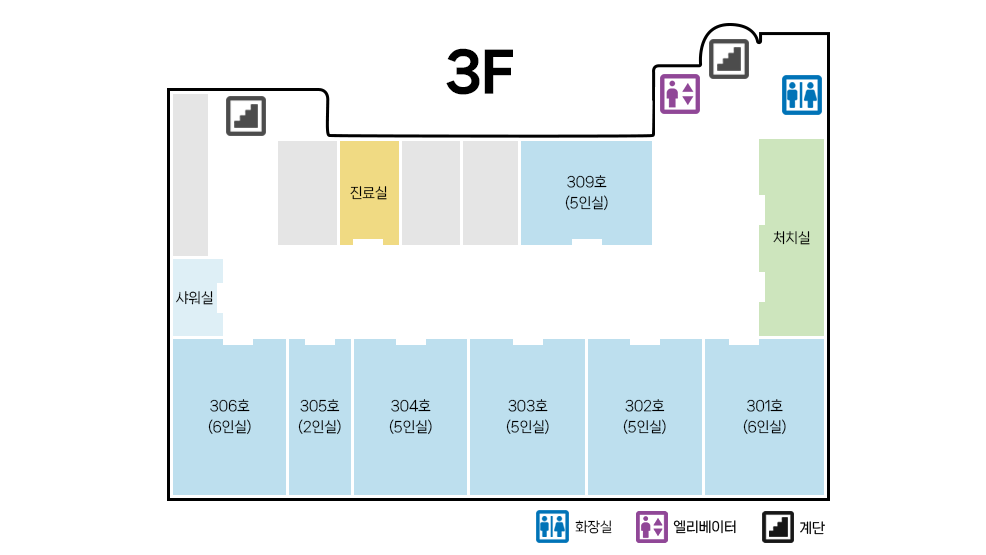 3F
진료실
309호
(5인실)
처치실
샤워실
306호
(6인실)
305호
(2인실)
304호
(5인실)
303호
(5인실)
302호
(5인실)
301호
(6인실)
화장실
엘리베이터
계단